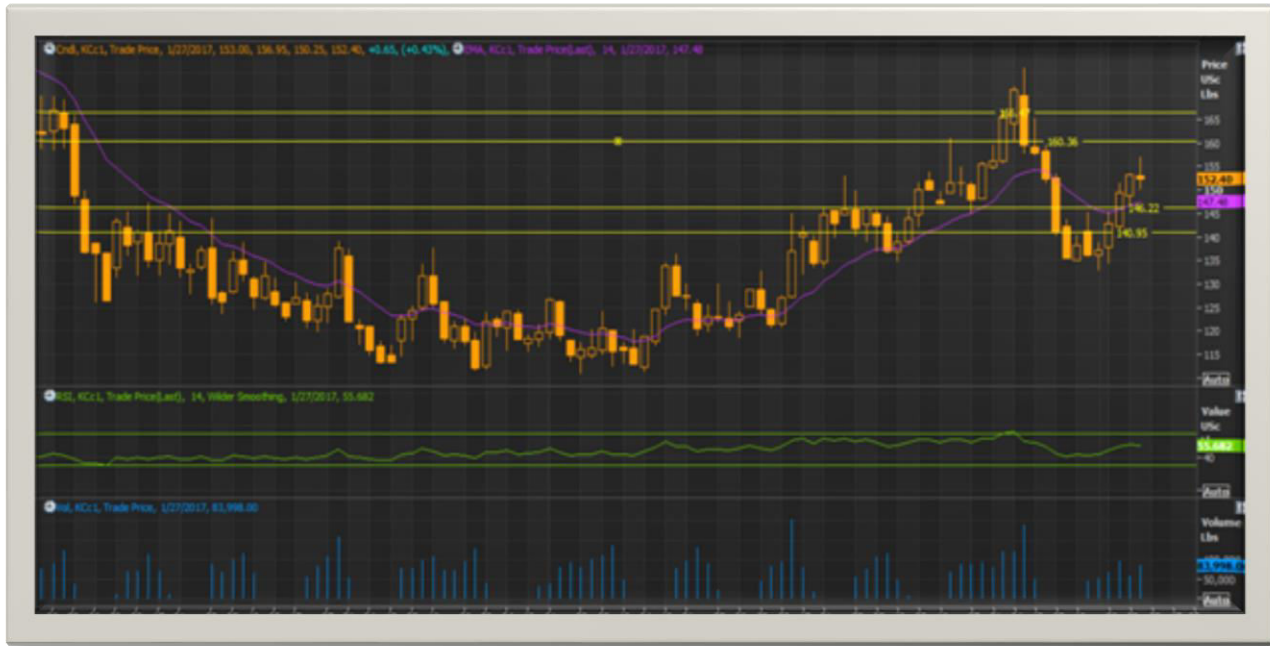 Cndl, KCc1, Trade Price, 1/27/2017, 153.00, 156.95, 150.25, 152.40, +0.65, (+0.43%), EMA, KCc1, Trade Price(Last), 14, 1/27/2017, 147.48
Price
USc
Lbs
165
160.36
160
155
152.40
150
147.48
146.22
145
140.95
140
135
130
125
120
115
Auto
RSI, KCc1, Trade Price(Last), 14, Wilder Smoothing, 1/27/2017, 55.682
Value
USc
55.682
40
Auto
Vol, KCc1, Trade Price, 1/27/2017, 83,998.00
Volume
Lbs
50,000
Auto